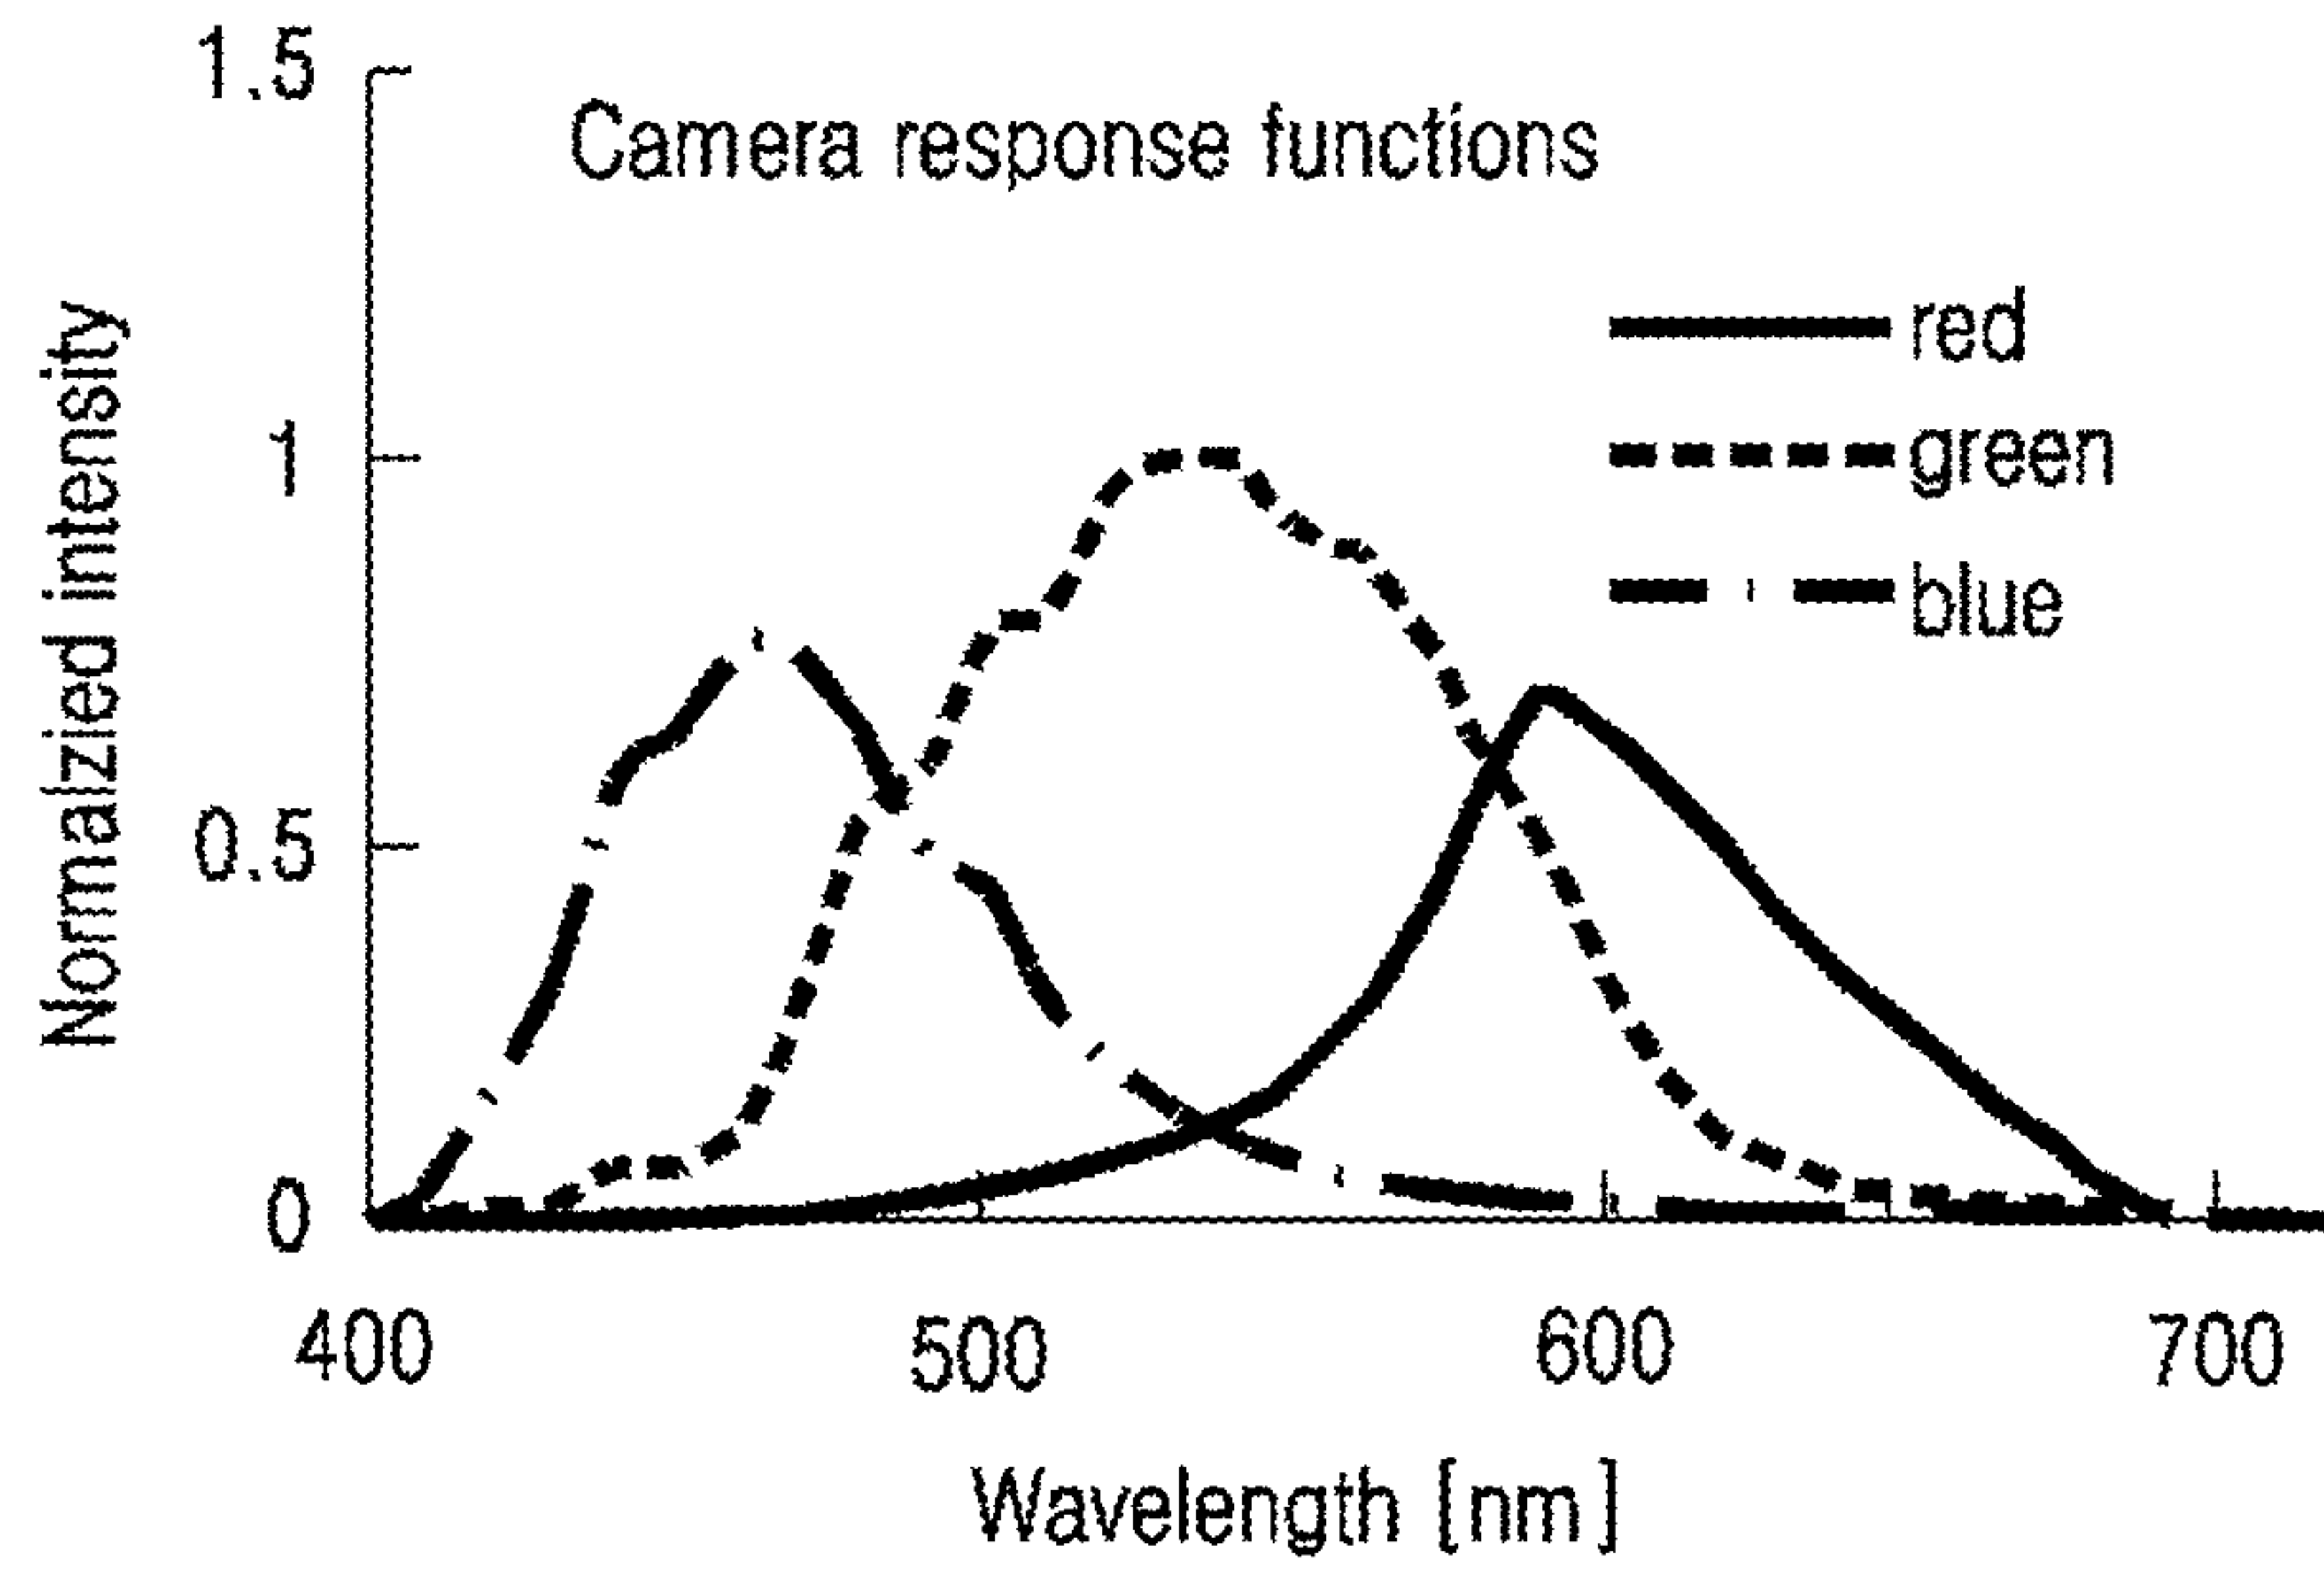 Camera response functions
1.5
1
0.5
0
Normalized intensity
red
green
blue
400 500 600 700
Wavelength [nm]